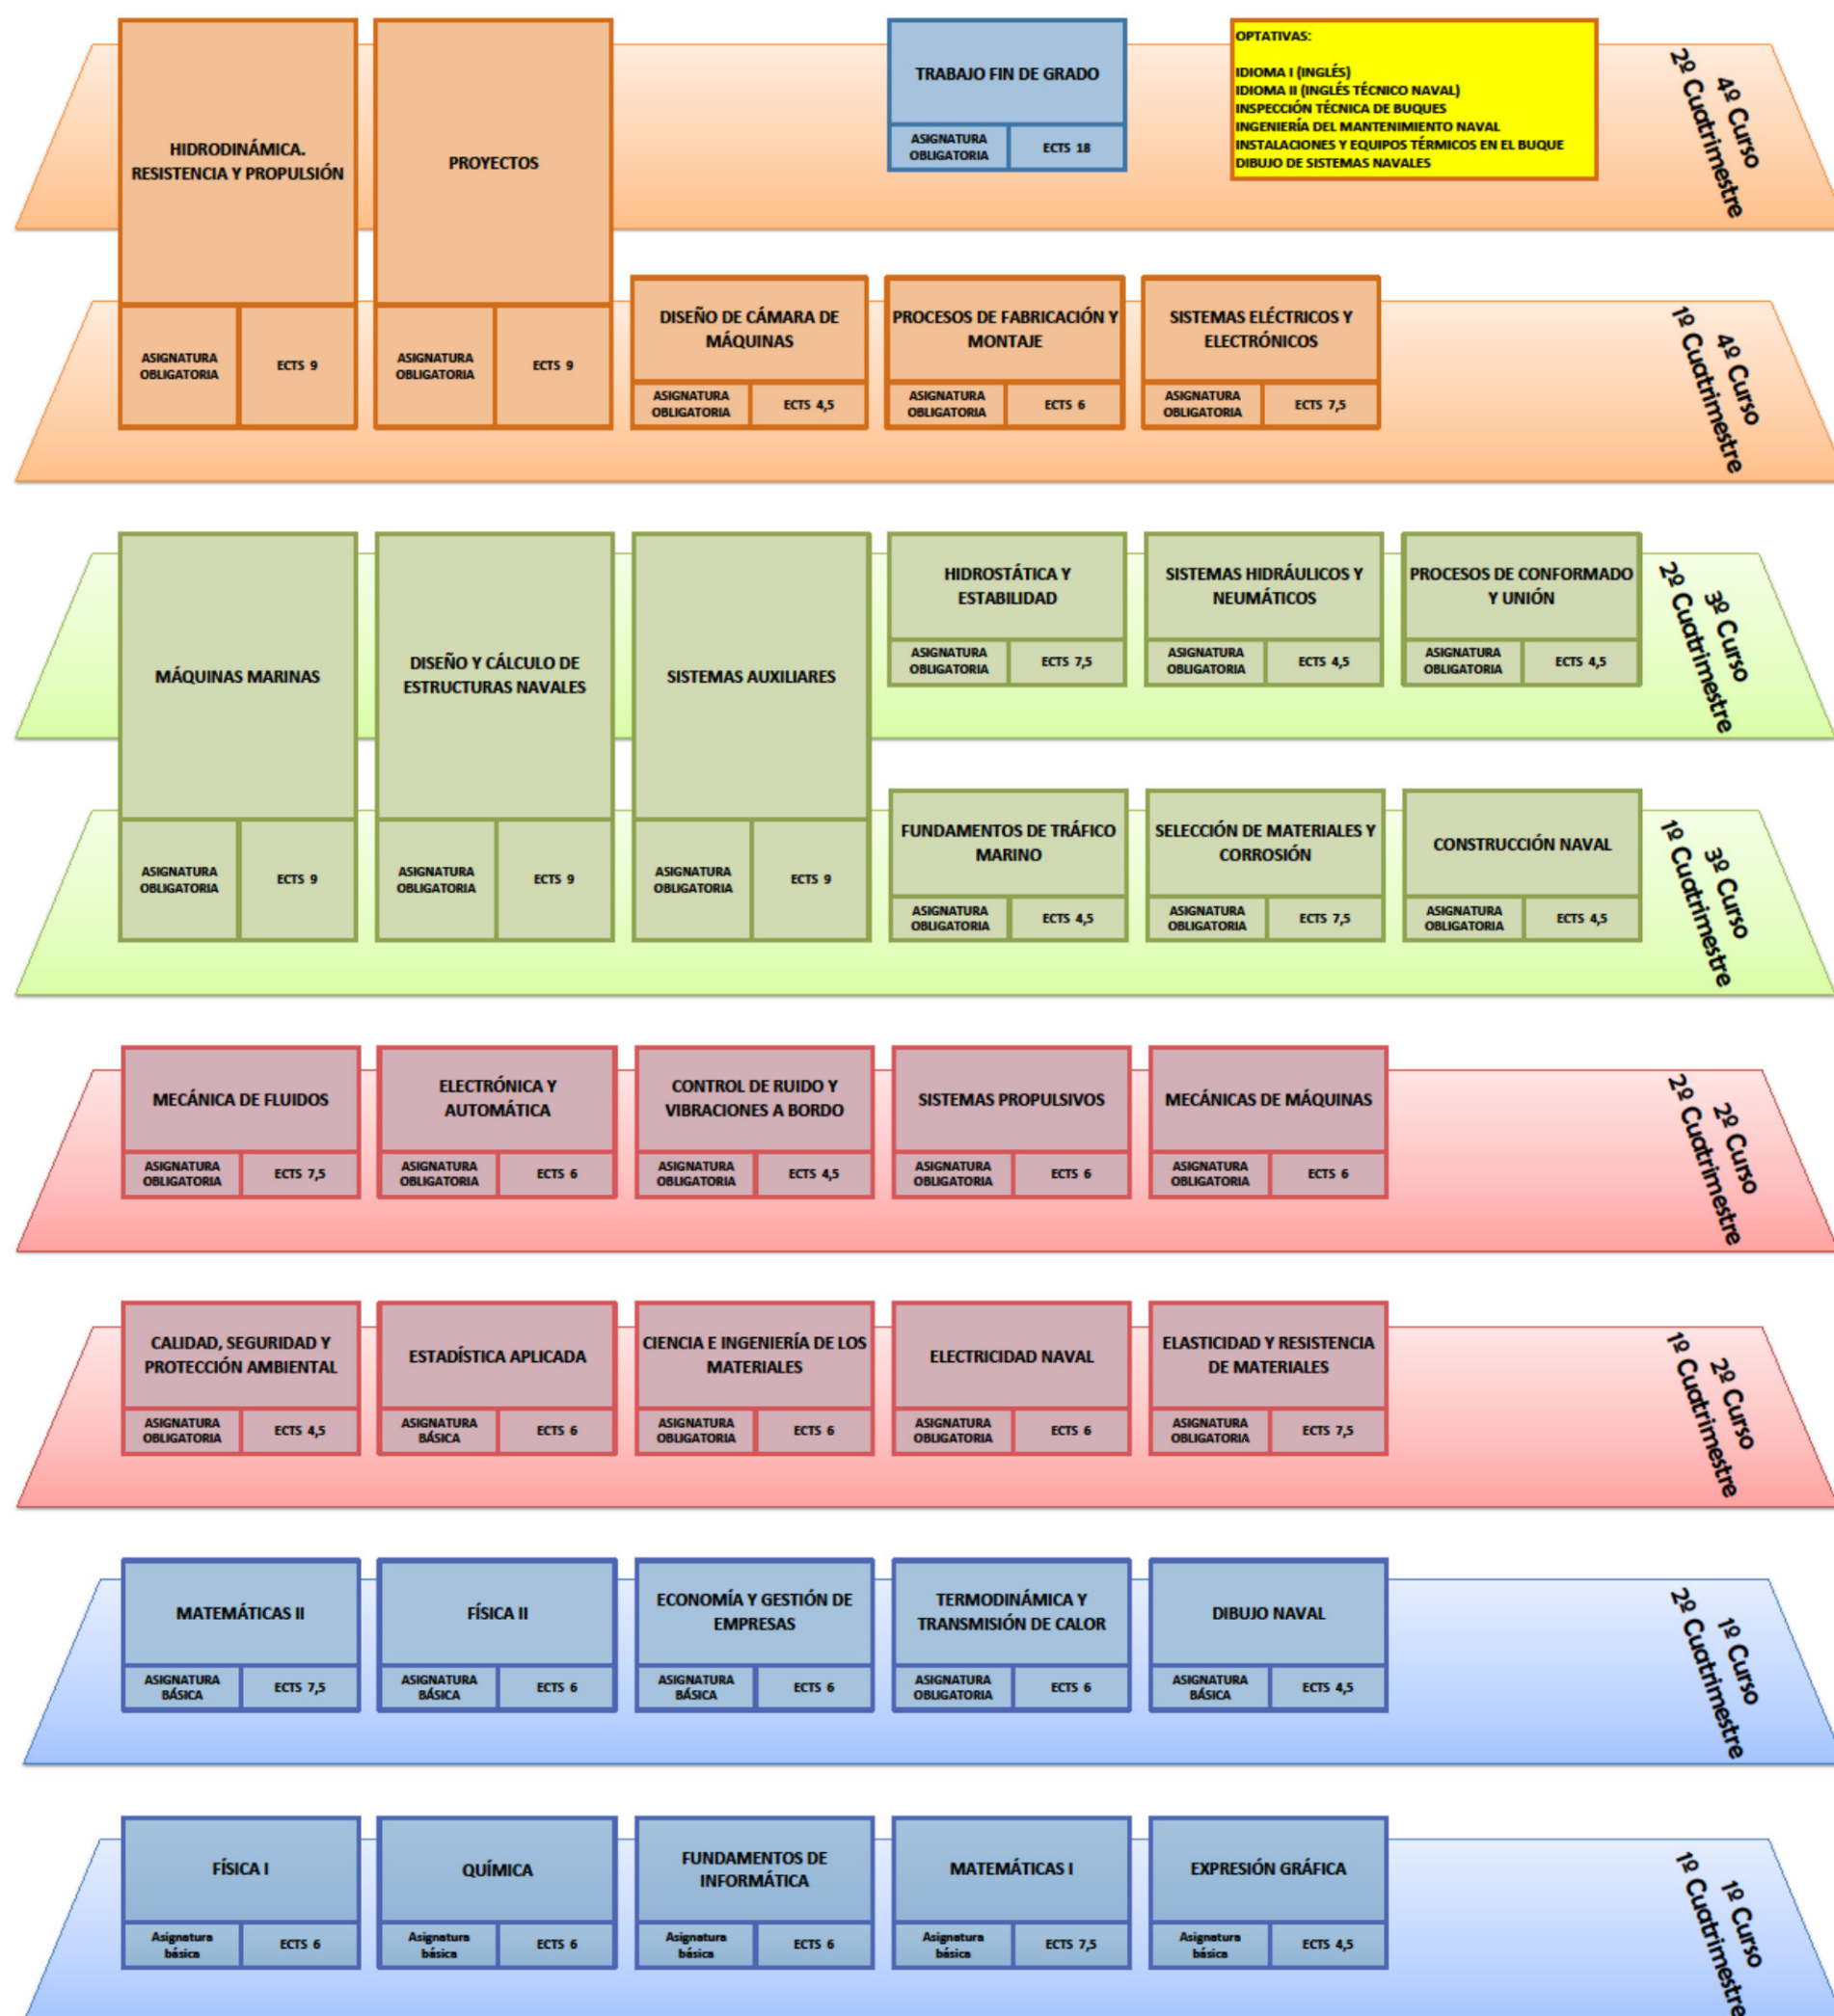 HIDRODINÁMICA.
RESISTENCIA Y PROPULSIÓN
ASIGNATURA
OBLIGATORIA
ECTS 9
PROYECTOS
ASIGNATURA
OBLIGATORIA
ECTS 9
TRABAJO FIN DE GRADO
ASIGNATURA
OBLIGATORIA
ECTS 18
OPTATIVAS:
IDIOMA I (INGLÉS)
IDIOMA II (INGLÉS TÉCNICO NAVAL)
INSPECCIÓN TÉCNICA DE BUQUES
INGENIERÍA DEL MANTENIMIENTO NAVAL
INSTALACIONES Y EQUIPOS TÉRMICOS EN EL BUQUE
DIBUJO DE SISTEMAS NAVALES
4º Curso
2º Cuatrimestre
DISEÑO DE CÁMARA DE
MÁQUINAS
ASIGNATURA
OBLIGATORIA
ECTS 4,5
PROCESOS DE FABRICACIÓN Y
MONTAJE
ASIGNATURA
OBLIGATORIA
ECTS 6
SISTEMAS ELÉCTRICOS Y
ELECTRÓNICOS
ASIGNATURA
OBLIGATORIA
ECTS 7,5
4º Curso
1º Cuatrimestre
MÁQUINAS MARINAS
ASIGNATURA
OBLIGATORIA
ECTS 9
DISEÑO Y CÁLCULO DE
ESTRUCTURAS NAVALES
ASIGNATURA
OBLIGATORIA
ECTS 9
SISTEMAS AUXILIARES
ASIGNATURA
OBLIGATORIA
ECTS 9
HIDROSTÁTICA Y
ESTABILIDAD
ASIGNATURA
OBLIGATORIA
ECTS 7,5
SISTEMAS HIDRÁULICOS Y
NEUMÁTICOS
ASIGNATURA
OBLIGATORIA
ECTS 4,5
PROCESOS DE CONFORMADO
Y UNIÓN
ASIGNATURA
OBLIGATORIA
ECTS 4,5
3º Curso
2º Cuatrimestre
FUNDAMENTOS DE TRÁFICO
MARINO
ASIGNATURA
OBLIGATORIA
ECTS 4,5
SELECCIÓN DE MATERIALES Y
CORROSIÓN
ASIGNATURA
OBLIGATORIA
ECTS 7,5
CONSTRUCCIÓN NAVAL
ASIGNATURA
OBLIGATORIA
ECTS 4,5
3º Curso
1º Cuatrimestre
MECÁNICA DE FLUIDOS
ASIGNATURA
OBLIGATORIA
ECTS 7,5
ELECTRÓNICA Y
AUTOMÁTICA
ASIGNATURA
OBLIGATORIA
ECTS 6
CONTROL DE RUIDO Y
VIBRACIONES A BORDO
ASIGNATURA
OBLIGATORIA
ECTS 4,5
SISTEMAS PROPULSIVOS
ASIGNATURA
OBLIGATORIA
ECTS 6
MECÁNICAS DE MÁQUINAS
ASIGNATURA
OBLIGATORIA
ECTS 6
2º Curso
2º Cuatrimestre
CALIDAD, SEGURIDAD Y
PROTECCIÓN AMBIENTAL
ASIGNATURA
OBLIGATORIA
ECTS 4,5
ESTADÍSTICA APLICADA
ASIGNATURA
BÁSICA
ECTS 6
CIENCIA E INGENIERÍA DE LOS
MATERIALES
ASIGNATURA
OBLIGATORIA
ECTS 6
ELECTRICIDAD NAVAL
ASIGNATURA
OBLIGATORIA
ECTS 6
ELASTICIDAD Y RESISTENCIA
DE MATERIALES
ASIGNATURA
OBLIGATORIA
ECTS 7,5
2º Curso
1º Cuatrimestre
MATEMÁTICAS II
ASIGNATURA
BÁSICA
ECTS 7,5
FÍSICA II
ASIGNATURA
BÁSICA
ECTS 6
ECONOMÍA Y GESTIÓN DE
EMPRESAS
ASIGNATURA
BÁSICA
ECTS 6
TERMODINÁMICA Y
TRANSMISIÓN DE CALOR
ASIGNATURA
OBLIGATORIA
ECTS 6
DIBUJO NAVAL
ASIGNATURA
BÁSICA
ECTS 4,5
1º Curso
2º Cuatrimestre
FÍSICA I
Asignatura
básica
ECTS 6
QUÍMICA
Asignatura
básica
ECTS 6
FUNDAMENTOS DE
INFORMÁTICA
Asignatura
básica
ECTS 6
MATEMÁTICAS I
Asignatura
básica
ECTS 7,5
EXPRESIÓN GRÁFICA
Asignatura
básica
ECTS 4,5
1º Curso
1º Cuatrimestre